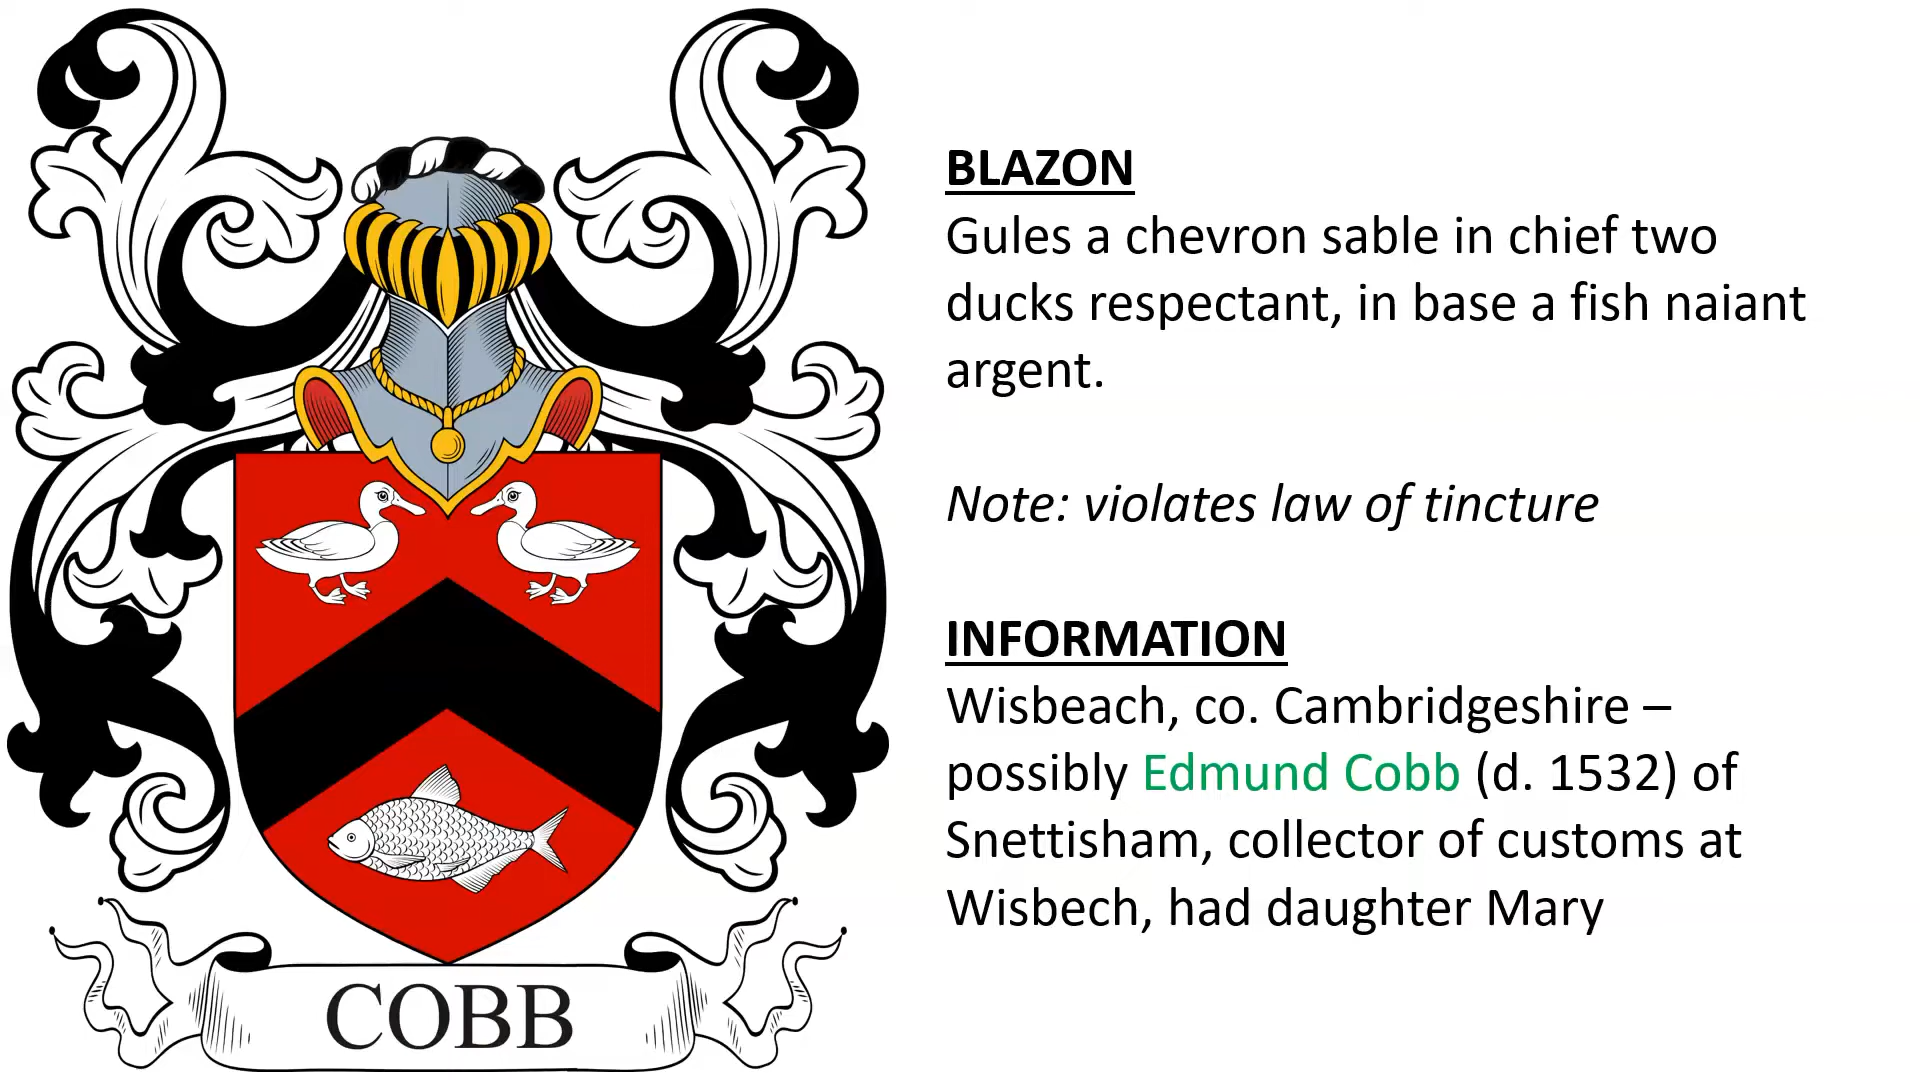 BLAZON
Gules a chevron sable in chief two
ducks respectant, in base a fish naiant
argent.
Note: violates law of tincture
INFORMATION
Wisbeach, co. Cambridgeshire –
possibly Edmund Cobb (d. 1532) of
Snettisham, collector of customs at
Wisbech, had daughter Mary
COBB